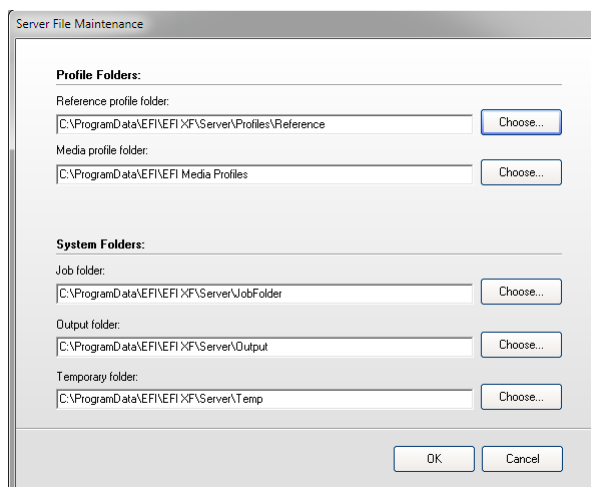 Server File Maintenance
Profile Folders:
Reference profile folder:
C:\ProgramData\EFI\EFI XF\Server\Profiles\Reference
Choose...
Media profile folder:
C:\ProgramData\EFI\EFI Media Profiles
Choose...
System Folders:
Job folder:
C:\ProgramData\EFI\EFI XF\Server\JobFolder
Choose...
Output folder:
C:\ProgramData\EFI\EFI XF\Server\Output
Choose...
Temporary folder:
C:\ProgramData\EFI\EFI XF\Server\Temp
Choose...
OK
Cancel